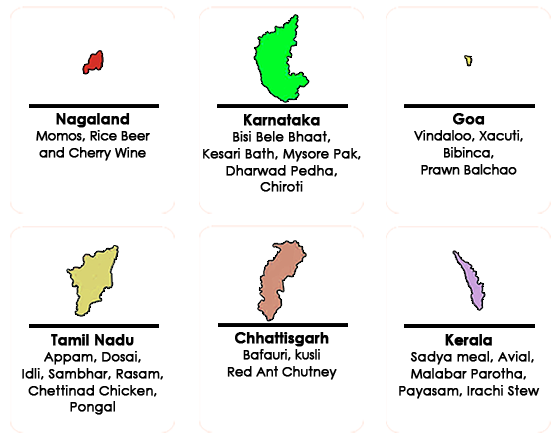 Nagaland
Momos, Rice Beer
and Cherry Wine
Karnataka
Bisi Bele Bhaat,
Kesari Bath, Mysore Pak,
Dharwad Pedha,
Chiroti
Goa
Vindaloo, Xacuti,
Bibinca,
Prawn Balchao
Tamil Nadu
Appam, Dosai,
Idli, Sambhar, Rasam,
Chettinad Chicken,
Pongal
Chhattisgarh
Bafauri, kusli
Red Ant Chutney
Kerala
Sadya meal, Avial,
Malabar Parotha,
Payasam, Irachi Stew